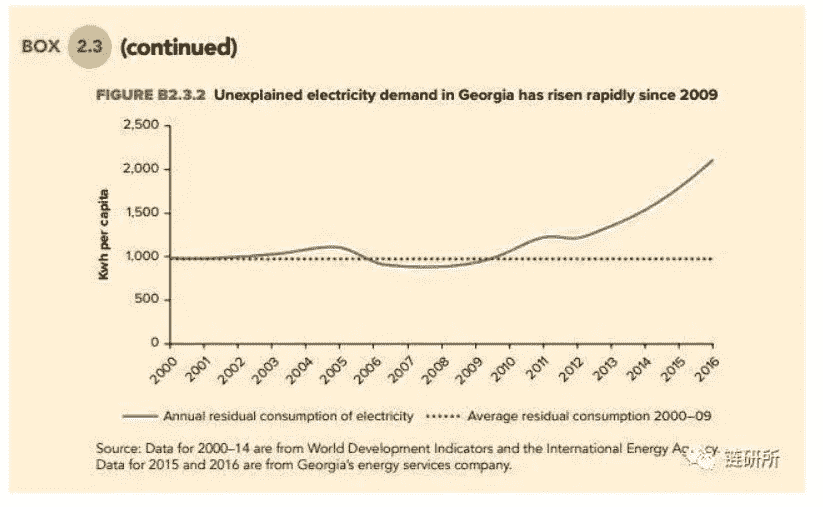 BOX 2.3 (continued)
FIGURE B2.3.2 Unexplained electricity demand in Georgia has risen rapidly since 2009
2,500
2,000
1,500
1,000
500
0
Kwh per capita
2000 2001 2002 2003 2004 2005 2006 2007 2008 2009 2010 2011 2012 2013 2014 2015 2016
Annual residual consumption of electricity Average residual consumption 2000–09
Source: Data for 2000–14 are from World Development Indicators and the International Energy
Data for 2015 and 2016 are from Georgia's energy services company.
链研所